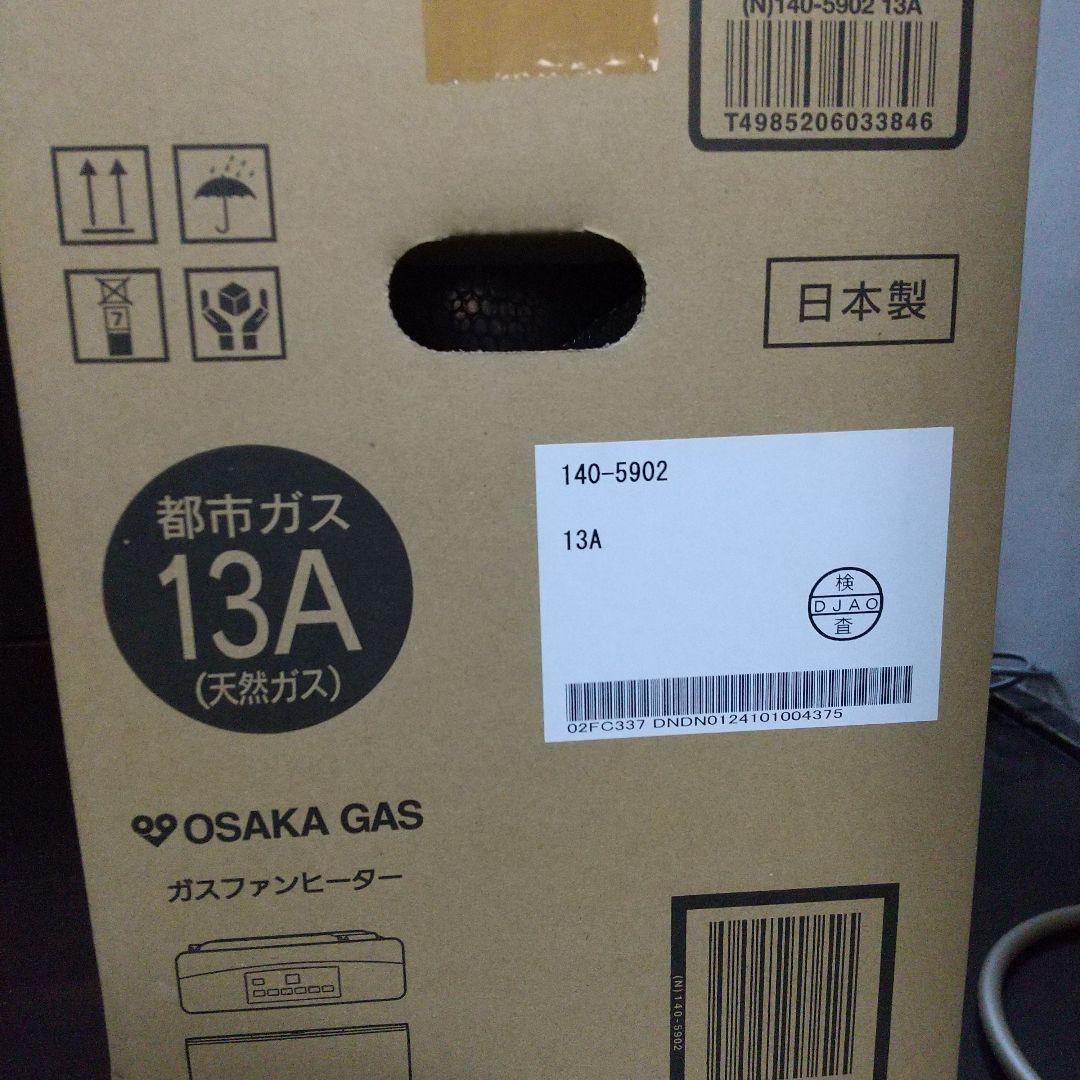 (N)140-5902 13A
T4985206033846
7
日本製
都市ガス
13A
(天然ガス)
140-5902
13A
検
DJAO
査
02FC337 DNDN0124101004375
OSAKA GAS
ガスファンヒーター
(N)140-5902